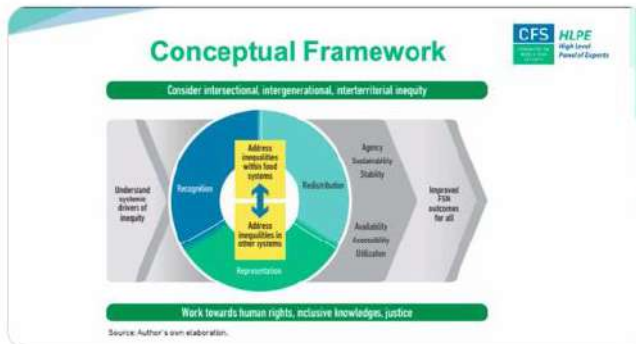 Conceptual Framework
CFS
HLPE
High Level
Panel of Experts
Consider intersectional, intergenerational, interterritorial inequity
Understand
systemic
drivers of
inequity
Recognition
Address
inequalities
within food
systems
Redistribution
Address
inequalities in
other systems
Representation
Agency
Sustainability
Stability
Availability
Accessibility
Utilization
Improved
FSN
outcomes
for all
Work towards human rights, inclusive knowledges, justice
Source: Author's own elaboration.